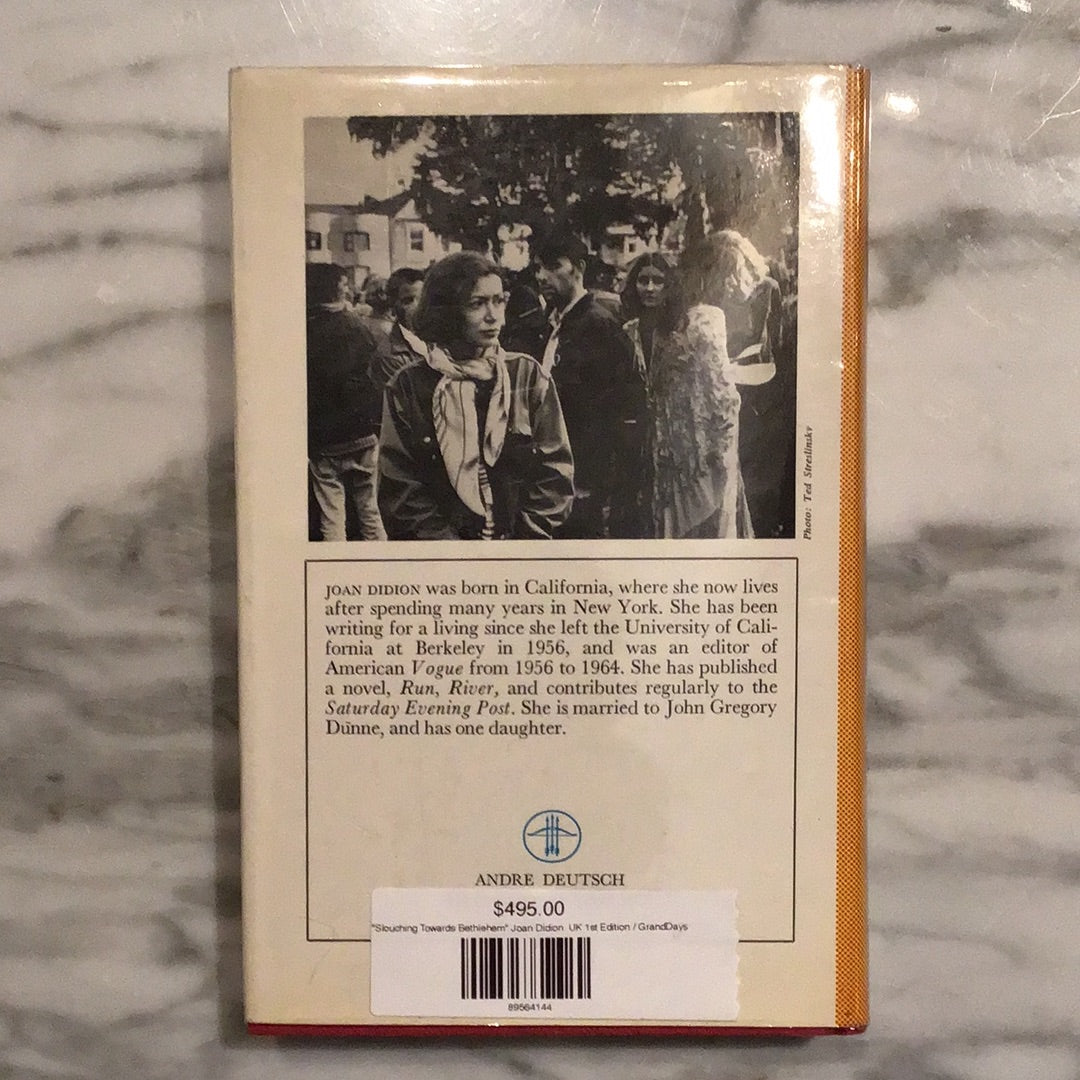 Photo: Ted Streshinsky
JOAN DIDION was born in California, where she now lives
after spending many years in New York. She has been
writing for a living since she left the University of Cali-
fornia at Berkeley in 1956, and was an editor of
American Vogue from 1956 to 1964. She has published
a novel, Run, River, and contributes regularly to the
Saturday Evening Post. She is married to John Gregory
Dunne, and has one daughter.
ANDRE DEUTSCH
$495.00
"Slouching Towards Bethlehem" Joan Didion UK 1st Edition / GrandDays
89564144